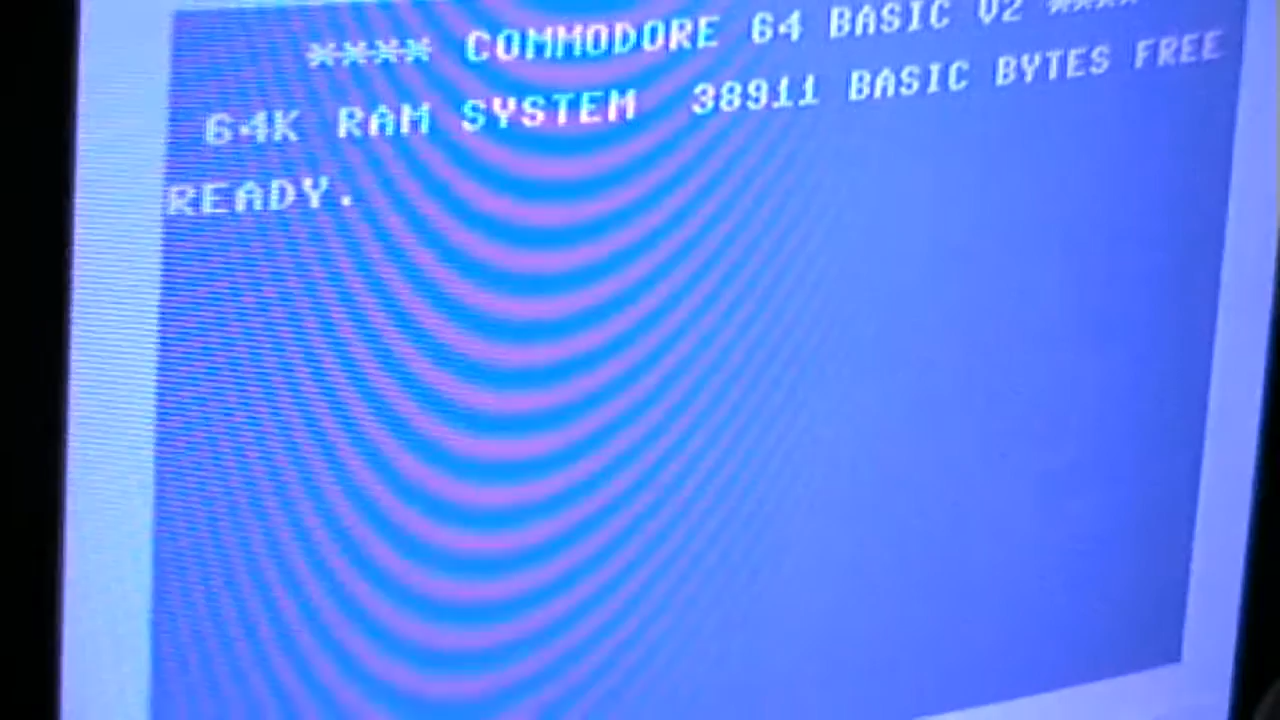 **** COMMODORE 64 BASIC V2 ****
64K RAM SYSTEM  38911 BASIC BYTES FREE
READY.